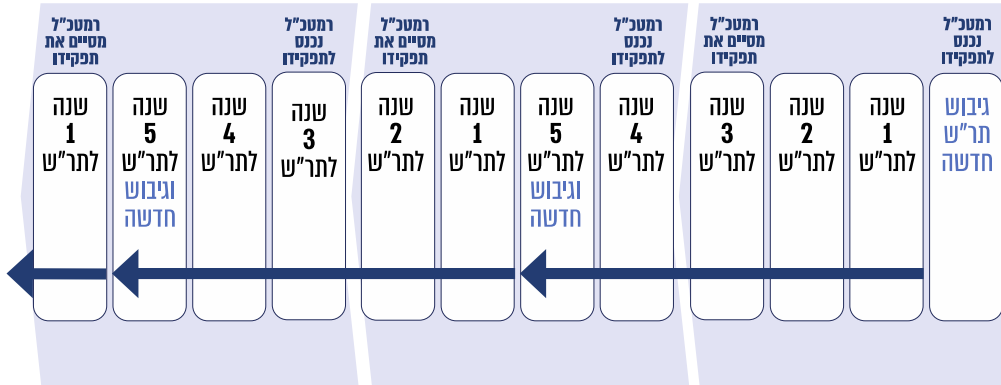 רמטכ"ל
נכנס
לתפקידו
רמטכ"ל
מסיים את
תפקידו
רמטכ"ל
נכנס
לתפקידו
רמטכ"ל
מסיים את
תפקידו
רמטכ"ל
נכנס
לתפקידו
רמטכ"ל
מסיים את
תפקידו
גיבוש
תר"ש
חדשה
שנה
1
לתר"ש
שנה
2
לתר"ש
שנה
3
לתר"ש
שנה
4
לתר"ש
שנה
5
לתר"ש
וגיבוש
חדשה
שנה
1
לתר"ש
שנה
2
לתר"ש
שנה
3
לתר"ש
שנה
4
לתר"ש
שנה
5
לתר"ש
וגיבוש
חדשה
שנה
1
לתר"ש